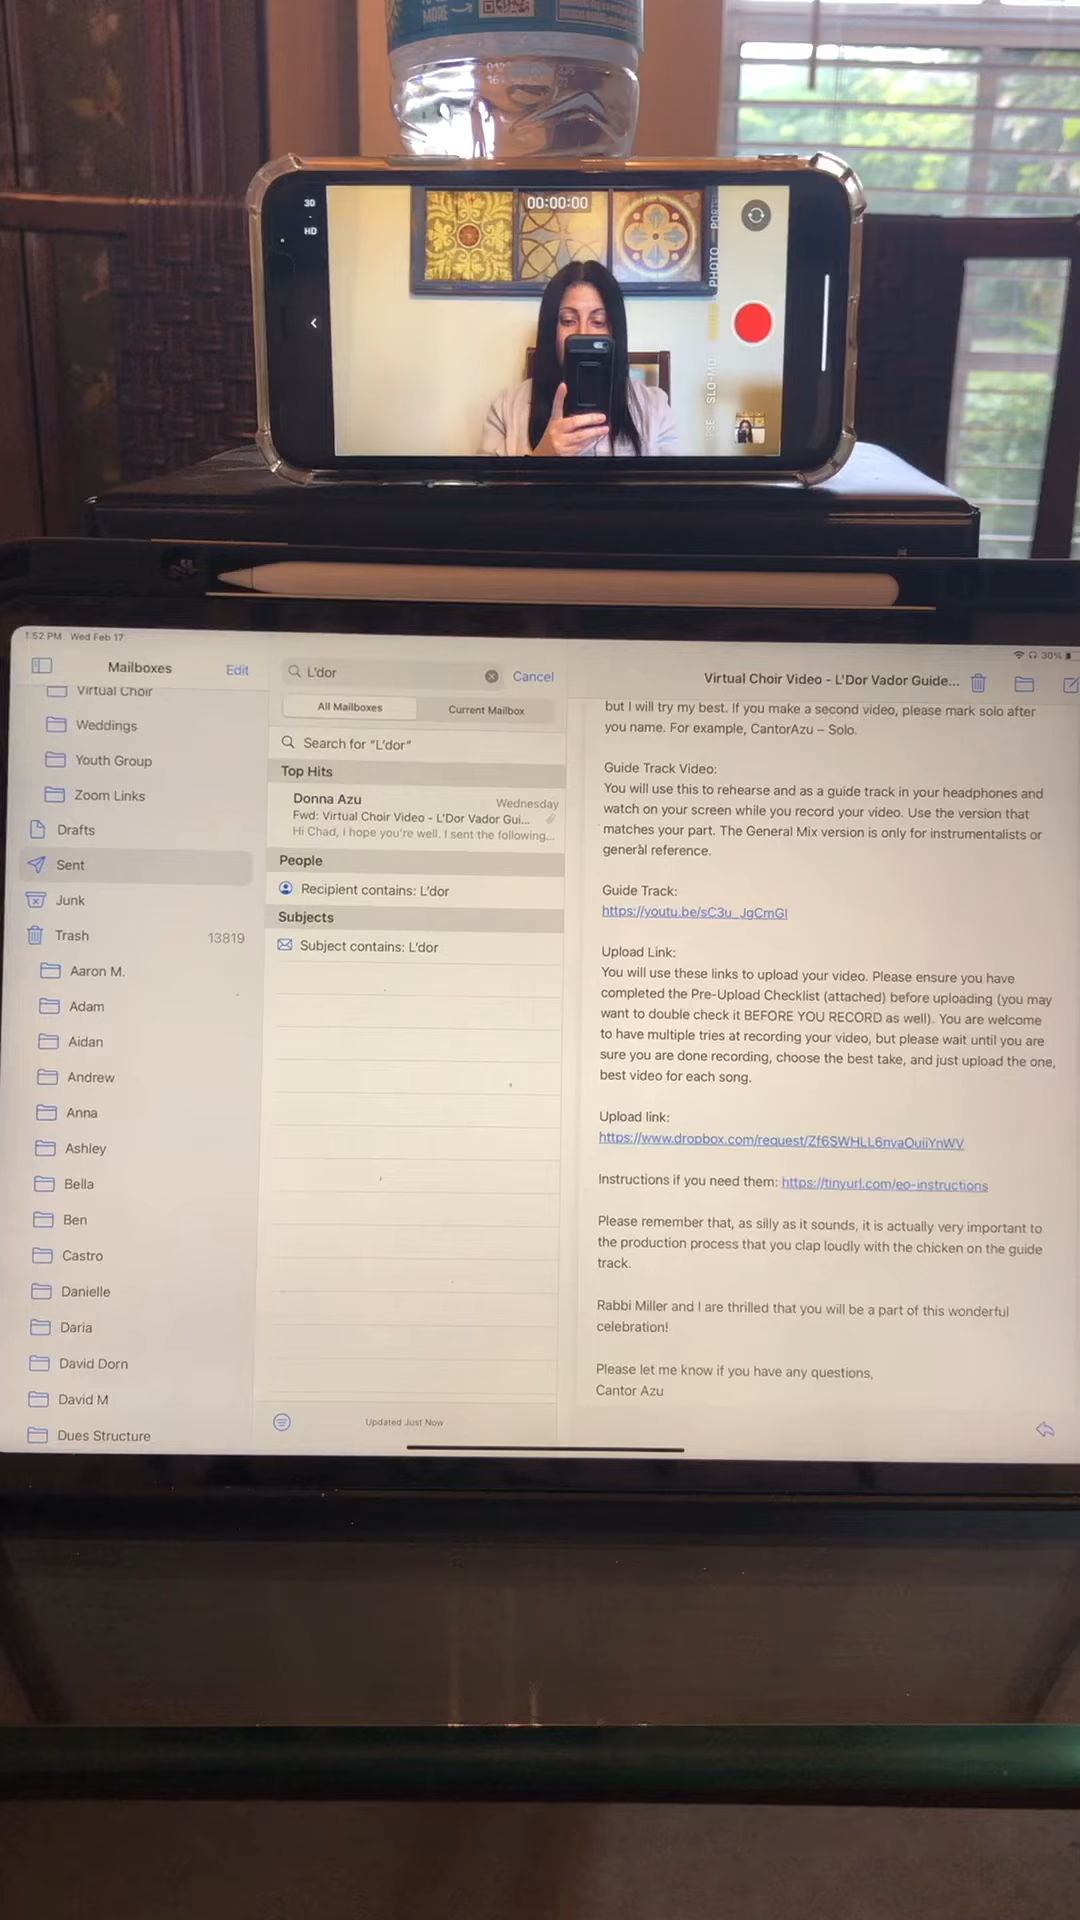 MORE
30
HD
00:00:00
PHOTO
SLO-MO
1:52 PM Wed Feb 17
30%
Mailboxes
Edit
Virtual Choir
Weddings
Youth Group
Zoom Links
Drafts
Sent
Junk
Trash 13819
Aaron M.
Adam
Aidan
Andrew
Anna
Ashley
Bella
Ben
Castro
Danielle
Daria
David Dorn
David M
Dues Structure
L'dor
Cancel
All Mailboxes
Current Mailbox
Search for "L'dor"
Top Hits
Donna Azu Wednesday
Fwd: Virtual Choir Video - L'Dor Vador Gui...
Hi Chad, I hope you're well. I sent the following...
People
Recipient contains: L'dor
Subjects
Subject contains: L'dor
Updated Just Now
Virtual Choir Video - L'Dor Vador Guide...
but I will try my best. If you make a second video, please mark solo after
you name. For example, CantorAzu – Solo.
Guide Track Video:
You will use this to rehearse and as a guide track in your headphones and
watch on your screen while you record your video. Use the version that
matches your part. The General Mix version is only for instrumentalists or
general reference.
Guide Track:
https://youtu.be/sC3u_JgCmGI
Upload Link:
You will use these links to upload your video. Please ensure you have
completed the Pre-Upload Checklist (attached) before uploading (you may
want to double check it BEFORE YOU RECORD as well). You are welcome
to have multiple tries at recording your video, but please wait until you are
sure you are done recording, choose the best take, and just upload the one,
best video for each song.
Upload link:
https://www.dropbox.com/request/Zf6SWHLL6nyaOuiiYnWV
Instructions if you need them: https://tinyurl.com/eo-instructions
Please remember that, as silly as it sounds, it is actually very important to
the production process that you clap loudly with the chicken on the guide
track.
Rabbi Miller and I are thrilled that you will be a part of this wonderful
celebration!
Please let me know if you have any questions,
Cantor Azu